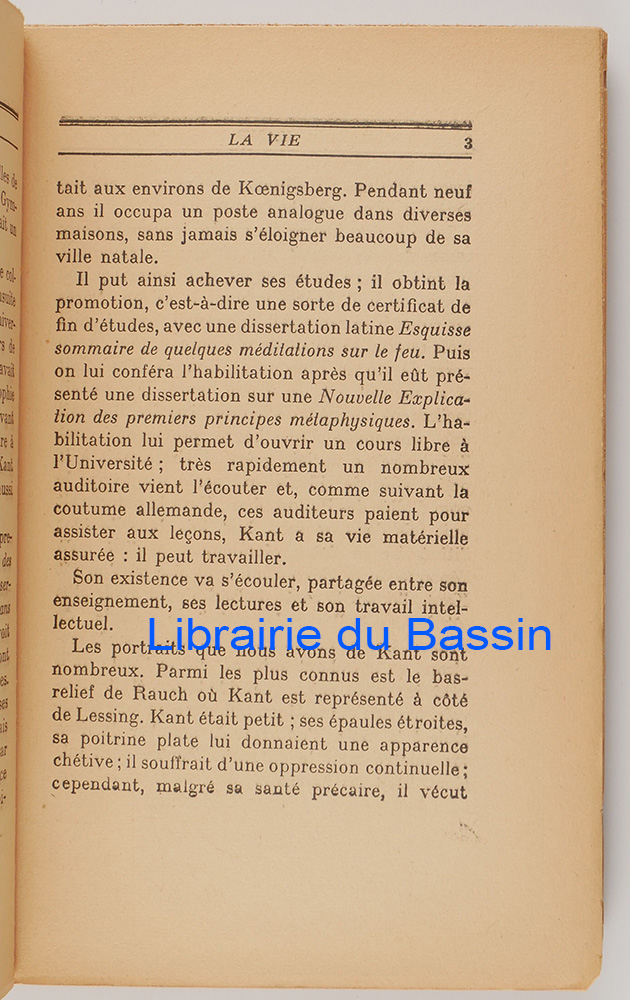 LA VIE 3
tait aux environs de Kœnigsberg. Pendant neuf
ans il occupa un poste analogue dans diverses
maisons, sans jamais s'éloigner beaucoup de sa
ville natale.
Il put ainsi achever ses études ; il obtint la
promotion, c'est-à-dire une sorte de certificat de
fin d'études, avec une dissertation latine Esquisse
sommaire de quelques méditations sur le feu. Puis
on lui conféra l'habilitation après qu'il eût pré-
senté une dissertation sur une Nouvelle Explica-
tion des premiers principes métaphysiques. L'ha-
bilitation lui permet d'ouvrir un cours libre à
l'Université ; très rapidement un nombreux
auditoire vient l'écouter et, comme suivant la
coutume allemande, ces auditeurs paient pour
assister aux leçons, Kant a sa vie matérielle
assurée : il peut travailler.
Son existence va s'écouler, partagée entre son
enseignement, ses lectures et son travail intel-
lectuel.
Librairie du Bassin
Les portraits que nous avons de Kant sont
nombreux. Parmi les plus connus est le bas-
relief de Rauch où Kant est représenté à côté
de Lessing. Kant était petit ; ses épaules étroites,
sa poitrine plate lui donnaient une apparence
chétive ; il souffrait d'une oppression continuelle ;
cependant, malgré sa santé précaire, il vécut